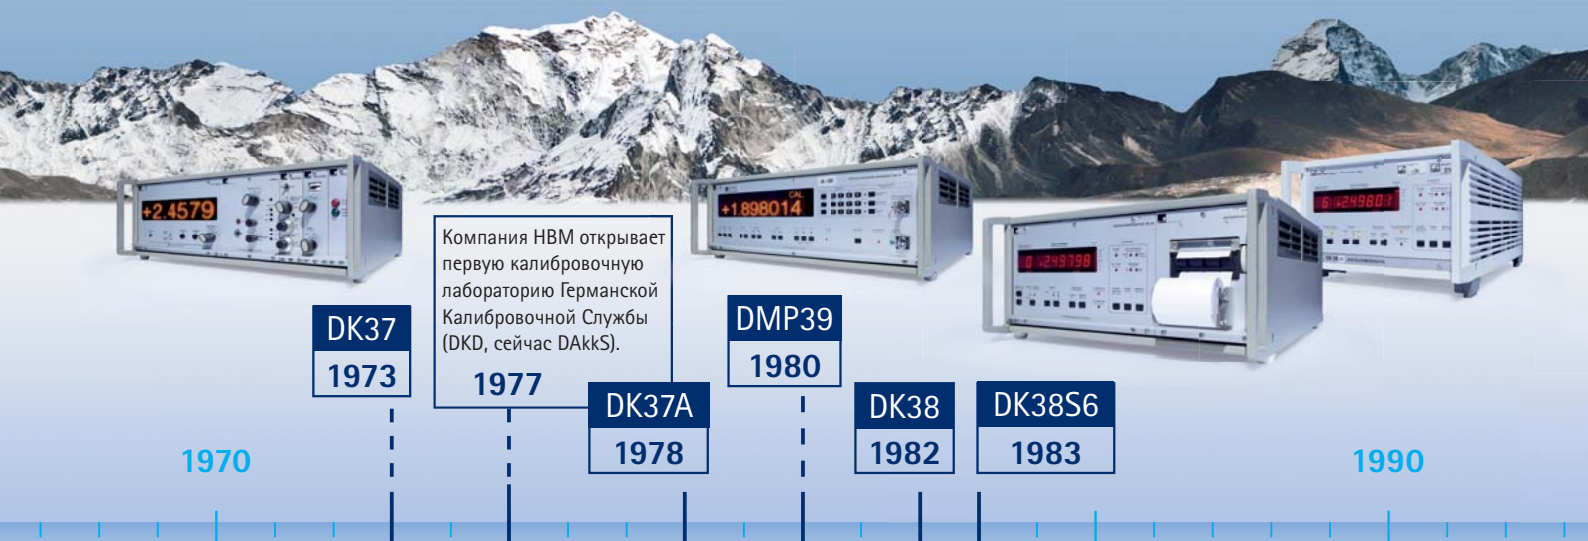 +2.4579
CAL
+1.898014
Компания HBM открывает
первую калибровочную
лабораторию Германской
Калибровочной Службы
(DKD, сейчас DAkkS).
1977
DK37
1973
DK37A
1978
DMP39
1980
DK38
1982
DK38S6
1983
1970
1990